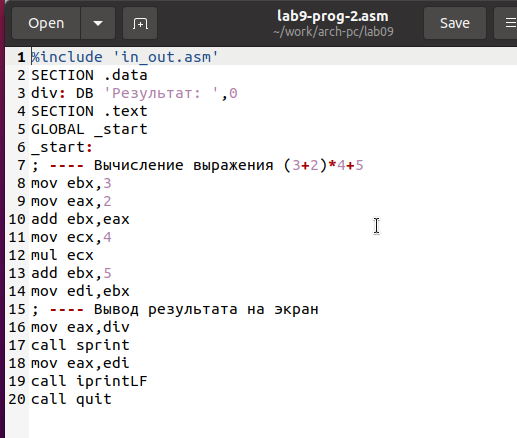 Open
lab9-prog-2.asm
~/work/arch-pc/lab09
Save
1 %include 'in_out.asm'
2 SECTION .data
3 div: DB 'Результат: ',0
4 SECTION .text
5 GLOBAL _start
6 _start:
7 ; ---- Вычисление выражения (3+2)*4+5
8 mov ebx,3
9 mov eax,2
10 add ebx,eax
11 mov ecx,4
12 mul ecx
13 add ebx,5
14 mov edi,ebx
15 ; ---- Вывод результата на экран
16 mov eax,div
17 call sprint
18 mov eax,edi
19 call iprintLF
20 call quit